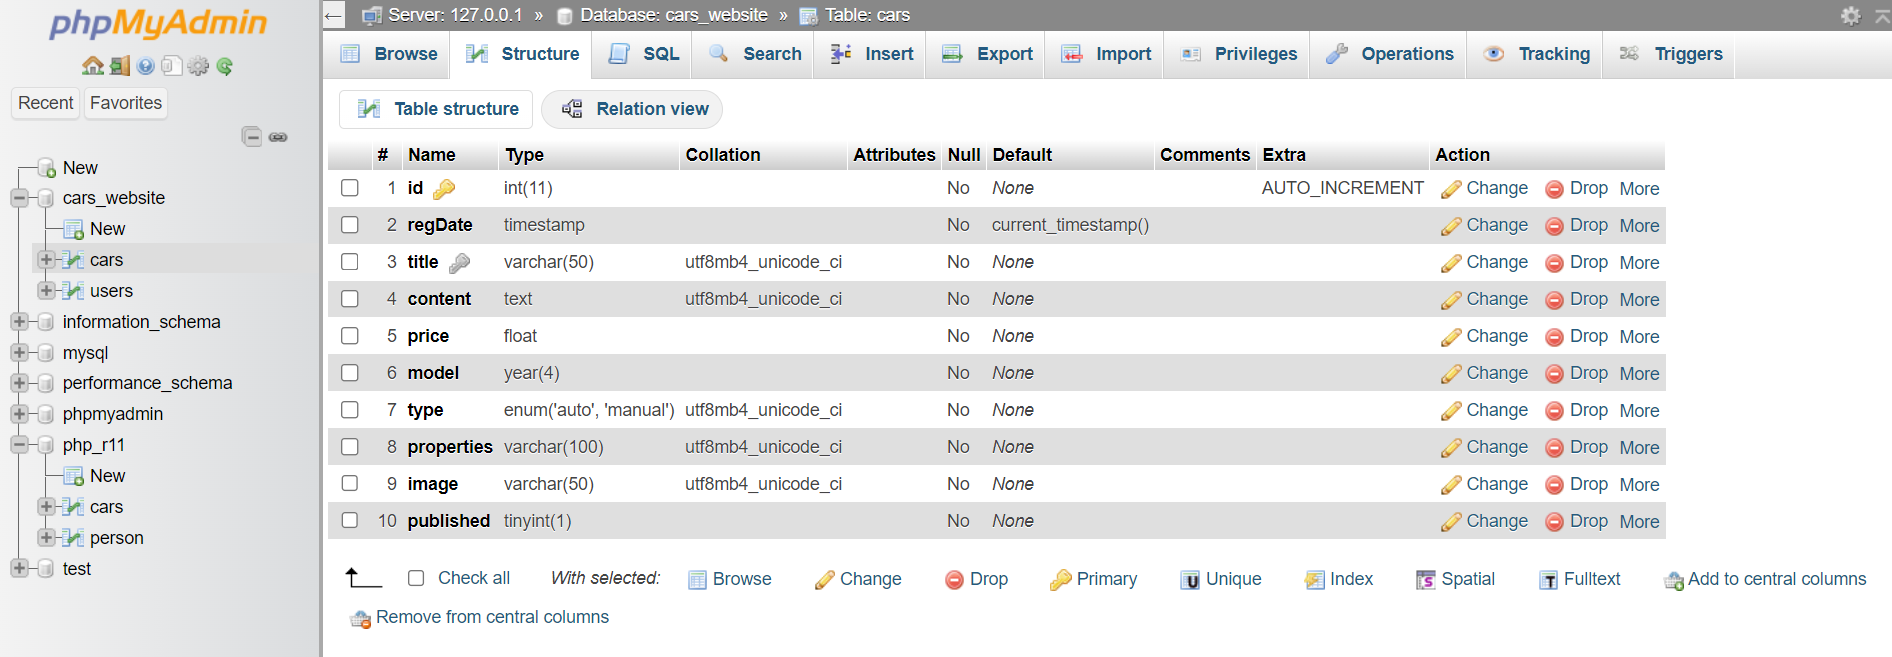 phpMyAdmin
Recent Favorites
New
cars_website
New
cars
users
information_schema
mysql
performance_schema
phpmyadmin
php_r11
New
cars
person
test
Server: 127.0.0.1 » Database: cars_website » Table: cars
Browse Structure SQL Search Insert Export Import Privileges Operations Tracking Triggers
Table structure Relation view
# Name Type Collation Attributes Null Default Comments Extra Action
1 id int(11) No None AUTO_INCREMENT Change Drop More
2 regDate timestamp No current_timestamp() Change Drop More
3 title varchar(50) utf8mb4_unicode_ci No None Change Drop More
4 content text utf8mb4_unicode_ci No None Change Drop More
5 price float No None Change Drop More
6 model year(4) No None Change Drop More
7 type enum('auto', 'manual') utf8mb4_unicode_ci No None Change Drop More
8 properties varchar(100) utf8mb4_unicode_ci No None Change Drop More
9 image varchar(50) utf8mb4_unicode_ci No None Change Drop More
10 published tinyint(1) No None Change Drop More
Check all With selected: Browse Change Drop Primary Unique Index Spatial Fulltext Add to central columns
Remove from central columns